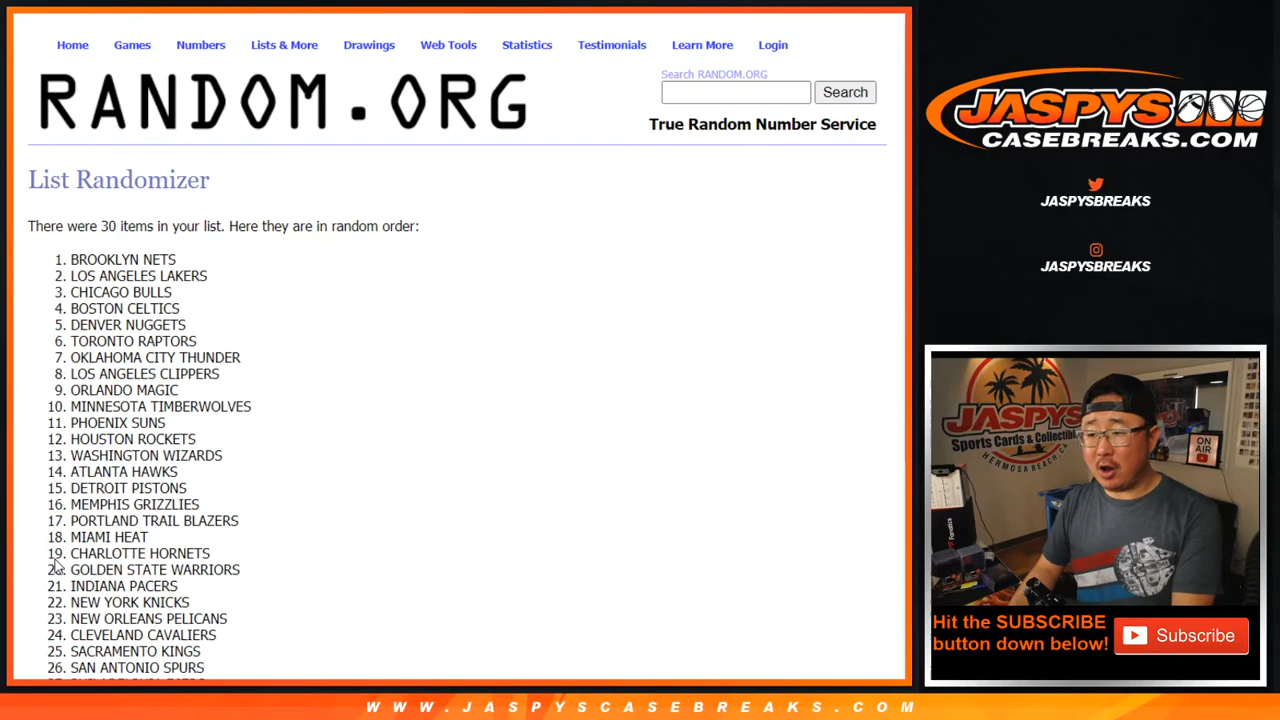 Home Games Numbers Lists & More Drawings Web Tools Statistics Testimonials Learn More Login
RANDOM.ORG
Search RANDOM.ORG
Search
True Random Number Service
List Randomizer
There were 30 items in your list. Here they are in random order:
1. BROOKLYN NETS
2. LOS ANGELES LAKERS
3. CHICAGO BULLS
4. BOSTON CELTICS
5. DENVER NUGGETS
6. TORONTO RAPTORS
7. OKLAHOMA CITY THUNDER
8. LOS ANGELES CLIPPERS
9. ORLANDO MAGIC
10. MINNESOTA TIMBERWOLVES
11. PHOENIX SUNS
12. HOUSTON ROCKETS
13. WASHINGTON WIZARDS
14. ATLANTA HAWKS
15. DETROIT PISTONS
16. MEMPHIS GRIZZLIES
17. PORTLAND TRAIL BLAZERS
18. MIAMI HEAT
19. CHARLOTTE HORNETS
20. GOLDEN STATE WARRIORS
21. INDIANA PACERS
22. NEW YORK KNICKS
23. NEW ORLEANS PELICANS
24. CLEVELAND CAVALIERS
25. SACRAMENTO KINGS
26. SAN ANTONIO SPURS
JASPYS
CASEBREAKS.COM
JASPYSBREAKS
JASPYSBREAKS
JASPYS
Sports Cards & Collectibles
HERMOSA BEACH, CA
ON AIR
Hit the SUBSCRIBE
button down below!
Subscribe
WWW.JASPYSCASEBREAKS.COM